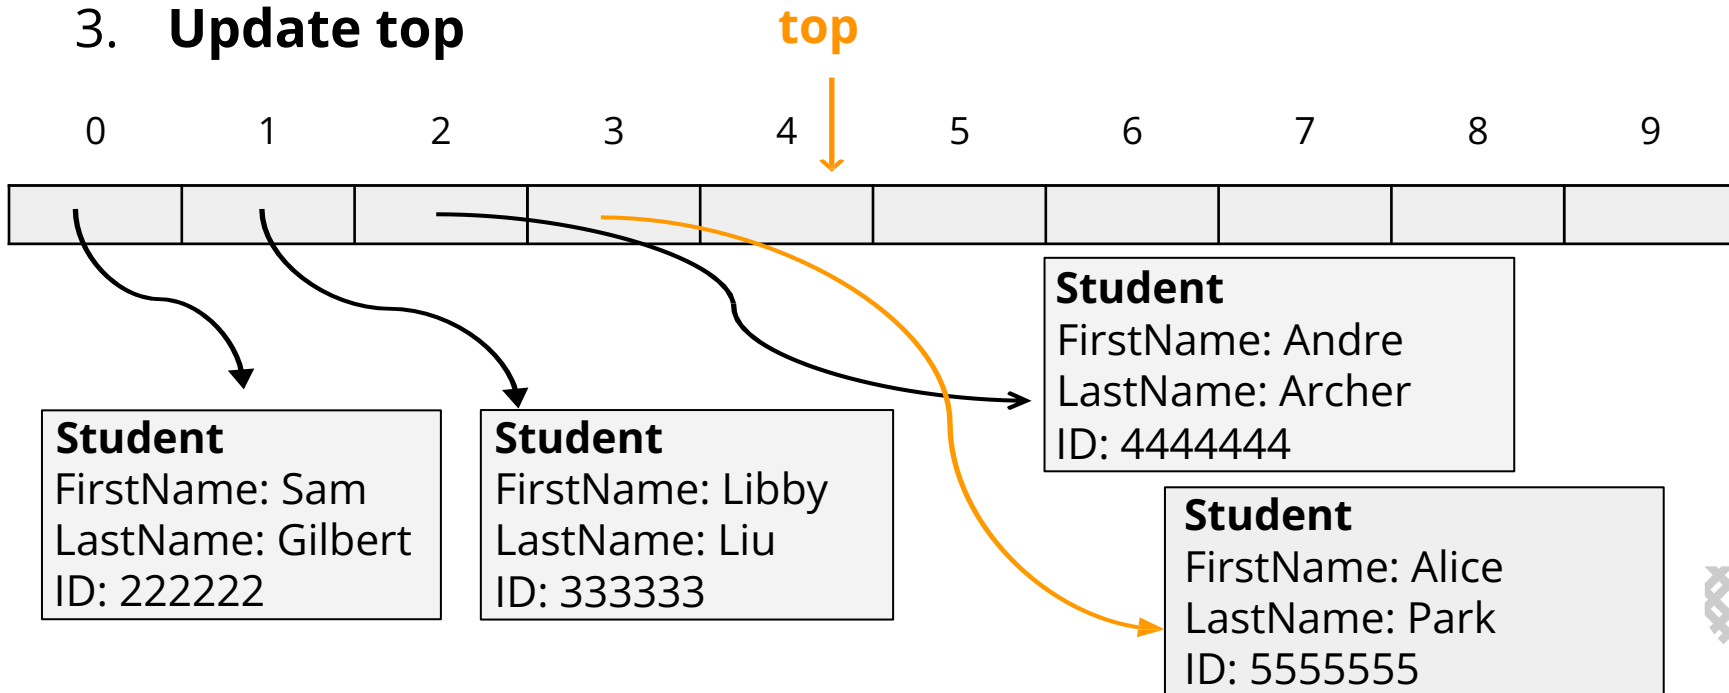 3. Update top
top
0 1 2 3 4 5 6 7 8 9
Student
FirstName: Sam
LastName: Gilbert
ID: 222222
Student
FirstName: Libby
LastName: Liu
ID: 333333
Student
FirstName: Andre
LastName: Archer
ID: 4444444
Student
FirstName: Alice
LastName: Park
ID: 5555555